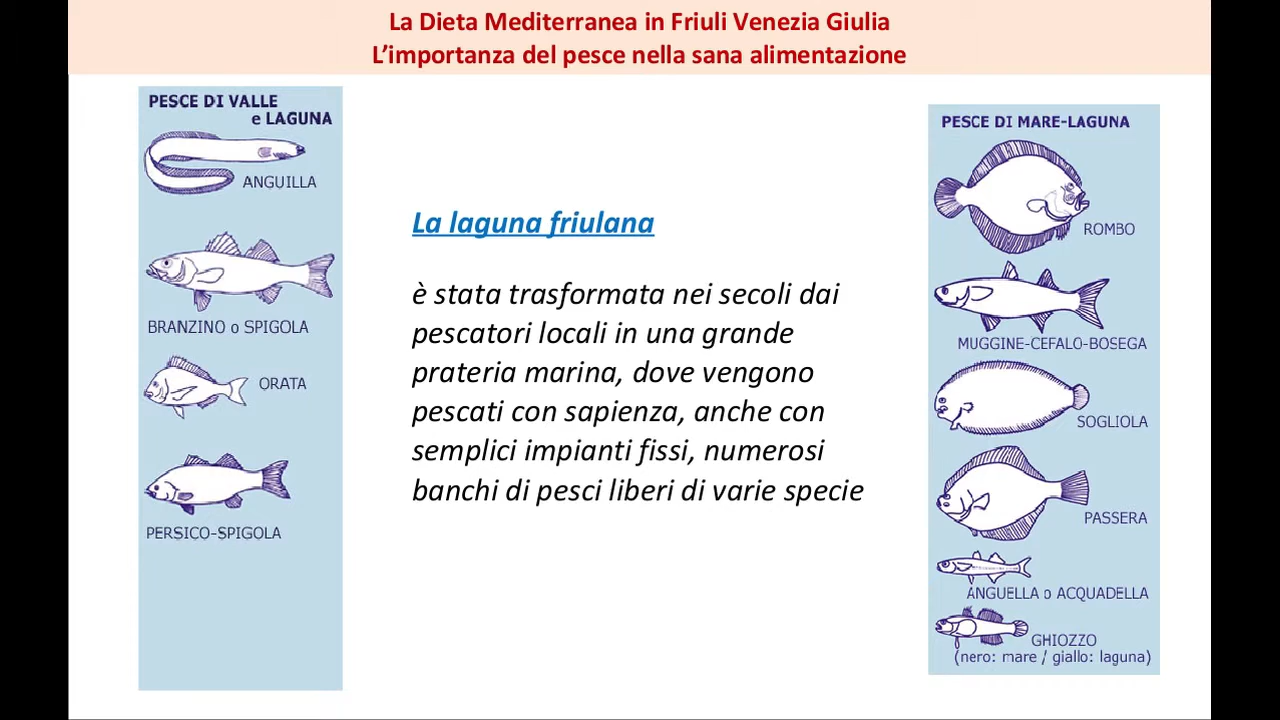 La Dieta Mediterranea in Friuli Venezia Giulia
L’importanza del pesce nella sana alimentazione
PESCE DI VALLE
e LAGUNA
ANGUILLA
BRANZINO o SPIGOLA
ORATA
PERSICO-SPIGOLA
La laguna friulana
è stata trasformata nei secoli dai
pescatori locali in una grande
prateria marina, dove vengono
pescati con sapienza, anche con
semplici impianti fissi, numerosi
banchi di pesci liberi di varie specie
PESCE DI MARE-LAGUNA
ROMBO
MUGGINE-CEFALO-BOSEGA
SOGLIOLA
PASSERA
ANGUELLA o ACQUADELLA
GHIOZZO
(nero: mare / giallo: laguna)